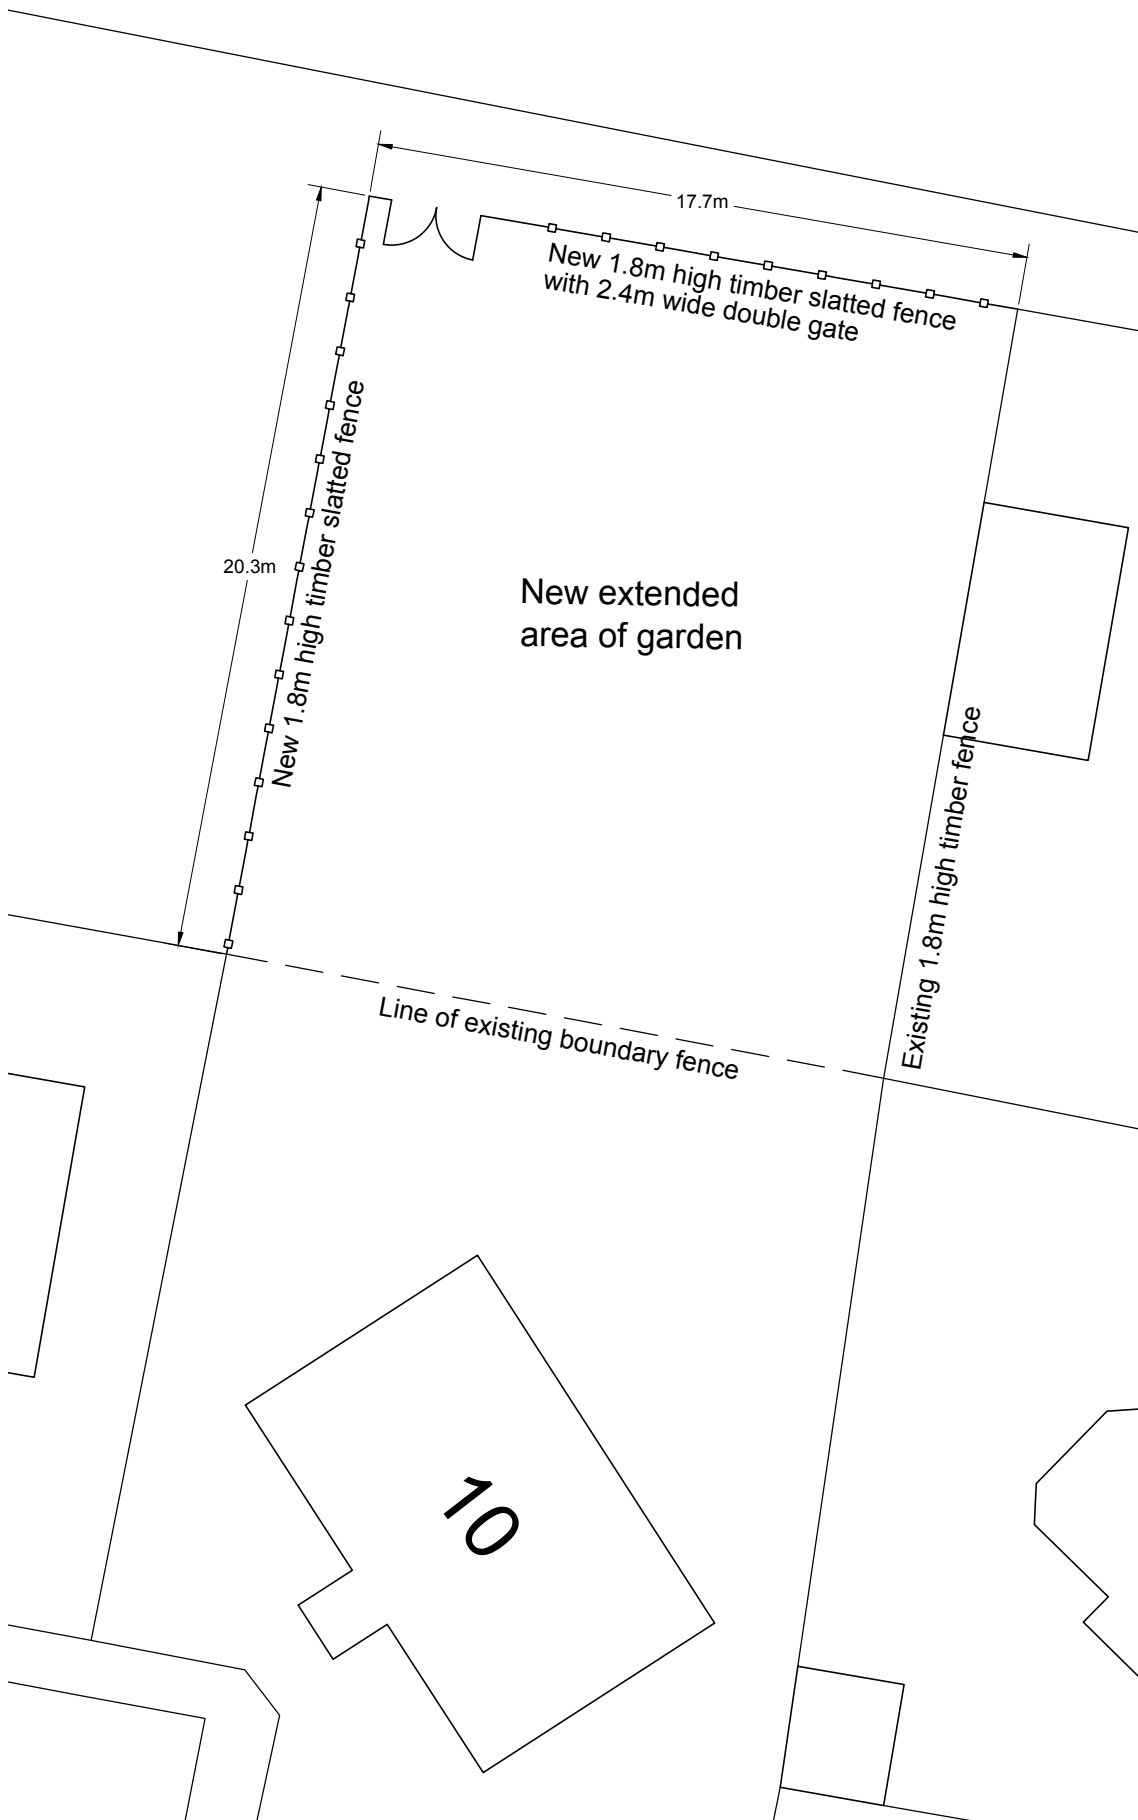 17.7m
New 1.8m high timber slatted fence
with 2.4m wide double gate
New 1.8m high timber slatted fence
20.3m
New extended
area of garden
Existing 1.8m high timber fence
Line of existing boundary fence
10